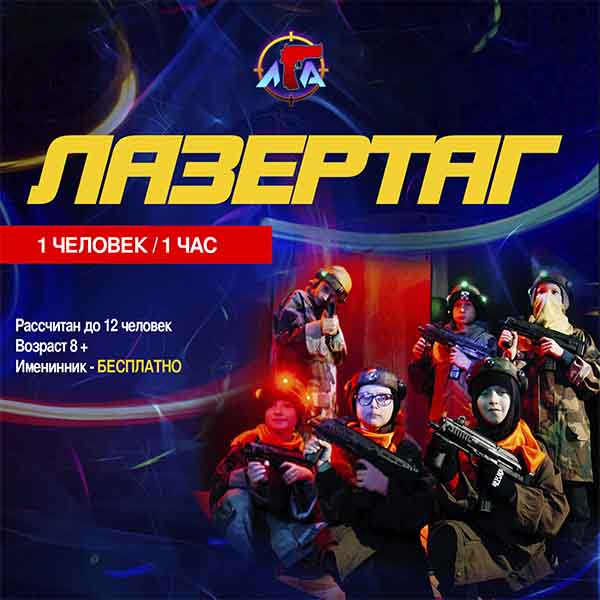 ЛГА
ЛАЗЕРТАГ
1 ЧЕЛОВЕК / 1 ЧАС
Рассчитан до 12 человек
Возраст 8 +
Именинник - БЕСПЛАТНО